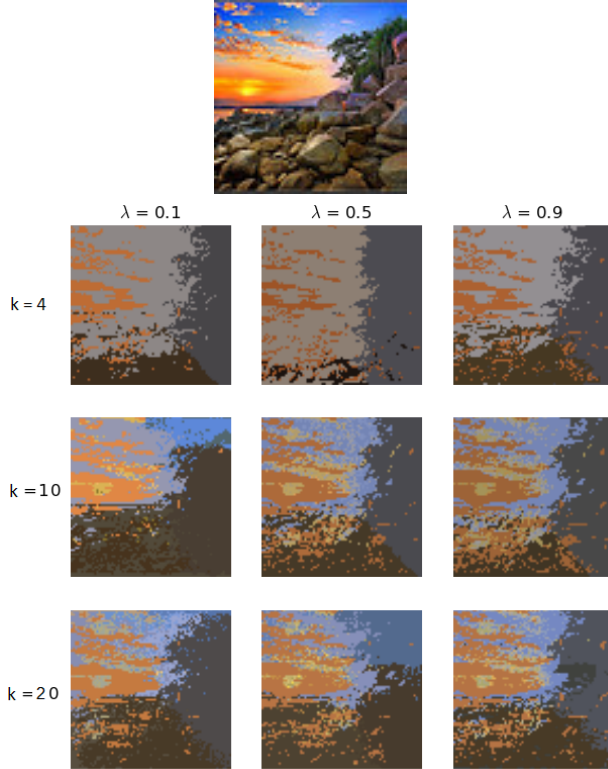 λ = 0.1 λ = 0.5 λ = 0.9
k = 4
k =10
k =20